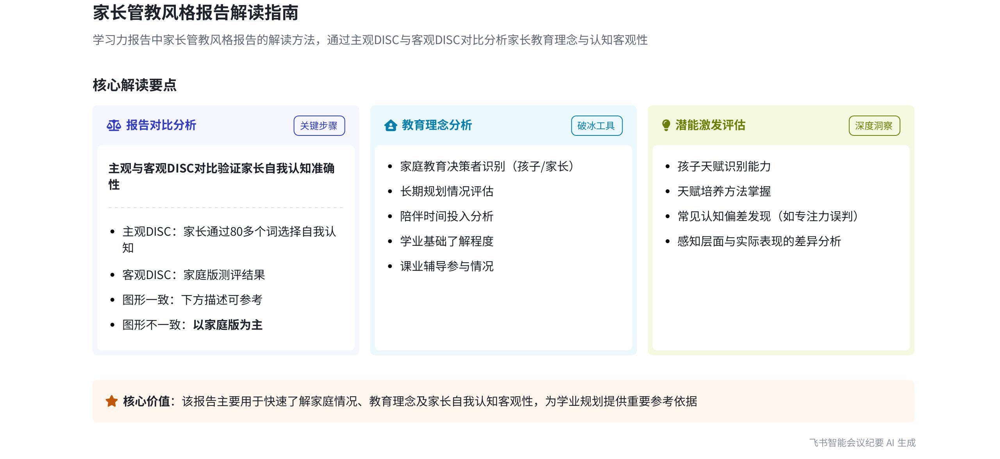 家长管教风格报告解读指南
学习力报告中家长管教风格报告的解读方法，通过主观DISC与客观DISC对比分析家长教育理念与认知客观性
核心解读要点
报告对比分析
关键步骤
主观与客观DISC对比验证家长自我认知准确
性
• 主观DISC：家长通过80多个词选择自我认
知
• 客观DISC：家庭版测评结果
• 图形一致：下方描述可参考
• 图形不一致：以家庭版为主
教育理念分析
破冰工具
• 家庭教育决策者识别（孩子/家长）
• 长期规划情况评估
• 陪伴时间投入分析
• 学业基础了解程度
• 课业辅导参与情况
潜能激发评估
深度洞察
• 孩子天赋识别能力
• 天赋培养方法掌握
• 常见认知偏差发现（如专注力误判）
• 感知层面与实际表现的差异分析
核心价值：该报告主要用于快速了解家庭情况、教育理念及家长自我认知客观性，为学业规划提供重要参考依据
飞书智能会议纪要 AI 生成